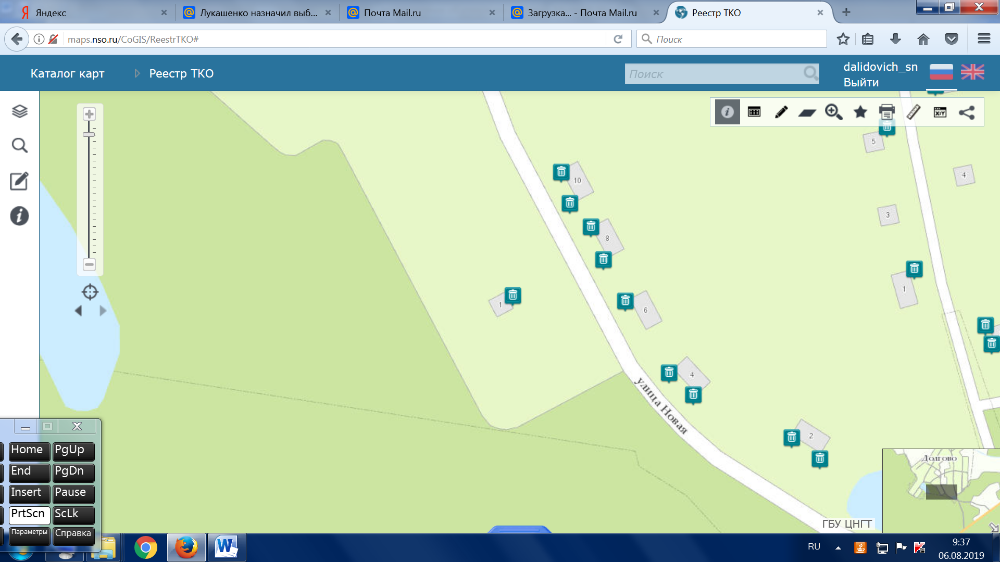 Яндекс
Лукашенко назначил выб...
Почта Mail.ru
Загрузка... - Почта Mail.ru
Реестр ТКО
maps.nso.ru/CoGIS/ReestrTKO#
Поиск
Каталог карт
Реестр ТКО
Поиск
dalidovich_sn
Выйти
X|Y
5
10
4
3
8
1
1
6
4
улица Новая
2
Долгово
ГБУ ЦНГТ
Home
PgUp
End
PgDn
Insert
Pause
PrtScn
ScLk
Параметры
Справка
RU
9:37
06.08.2019